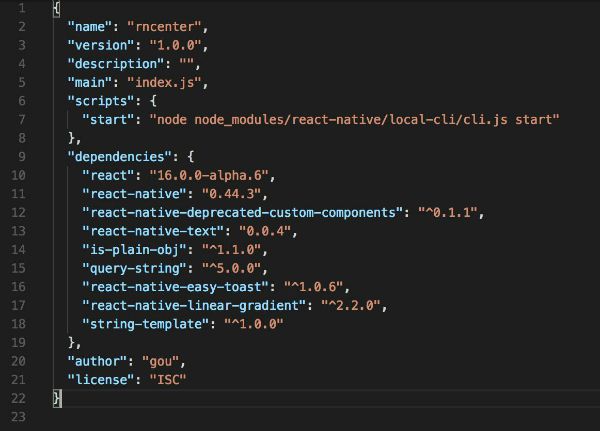 1 {
2 "name": "rncenter",
3 "version": "1.0.0",
4 "description": "",
5 "main": "index.js",
6 "scripts": {
7 "start": "node node_modules/react-native/local-cli/cli.js start"
8 },
9 "dependencies": {
10 "react": "16.0.0-alpha.6",
11 "react-native": "0.44.3",
12 "react-native-deprecated-custom-components": "^0.1.1",
13 "react-native-text": "0.0.4",
14 "is-plain-obj": "^1.1.0",
15 "query-string": "^5.0.0",
16 "react-native-easy-toast": "^1.0.6",
17 "react-native-linear-gradient": "^2.2.0",
18 "string-template": "^1.0.0"
19 },
20 "author": "gou",
21 "license": "ISC"
22 }
23